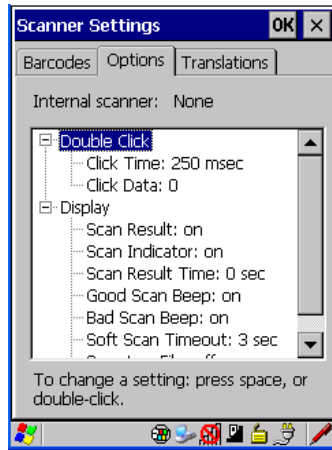 Scanner Settings OK
Barcodes Options Translations
Internal scanner: None
Double Click
Click Time: 250 msec
Click Data: 0
Display
Scan Result: on
Scan Indicator: on
Scan Result Time: 0 sec
Good Scan Beep: on
Bad Scan Beep: on
Soft Scan Timeout: 3 sec
To change a setting: press space, or
double-click.